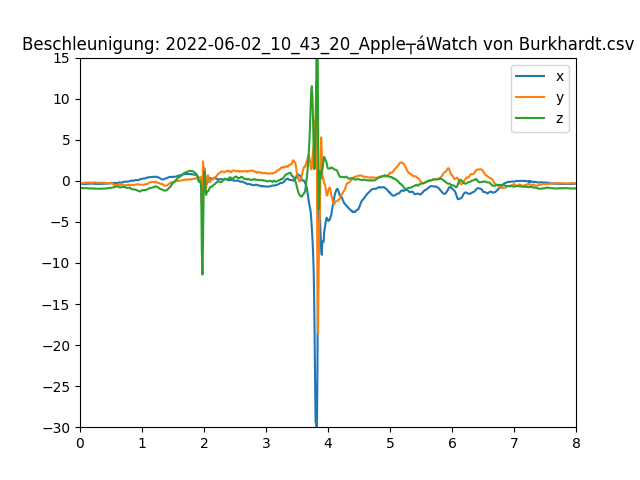 Beschleunigung: 2022-06-02_10_43_20_Apple┬áWatch von Burkhardt.csv
15
10
5
0
−5
−10
−15
−20
−25
−30
0 1 2 3 4 5 6 7 8
x
y
z